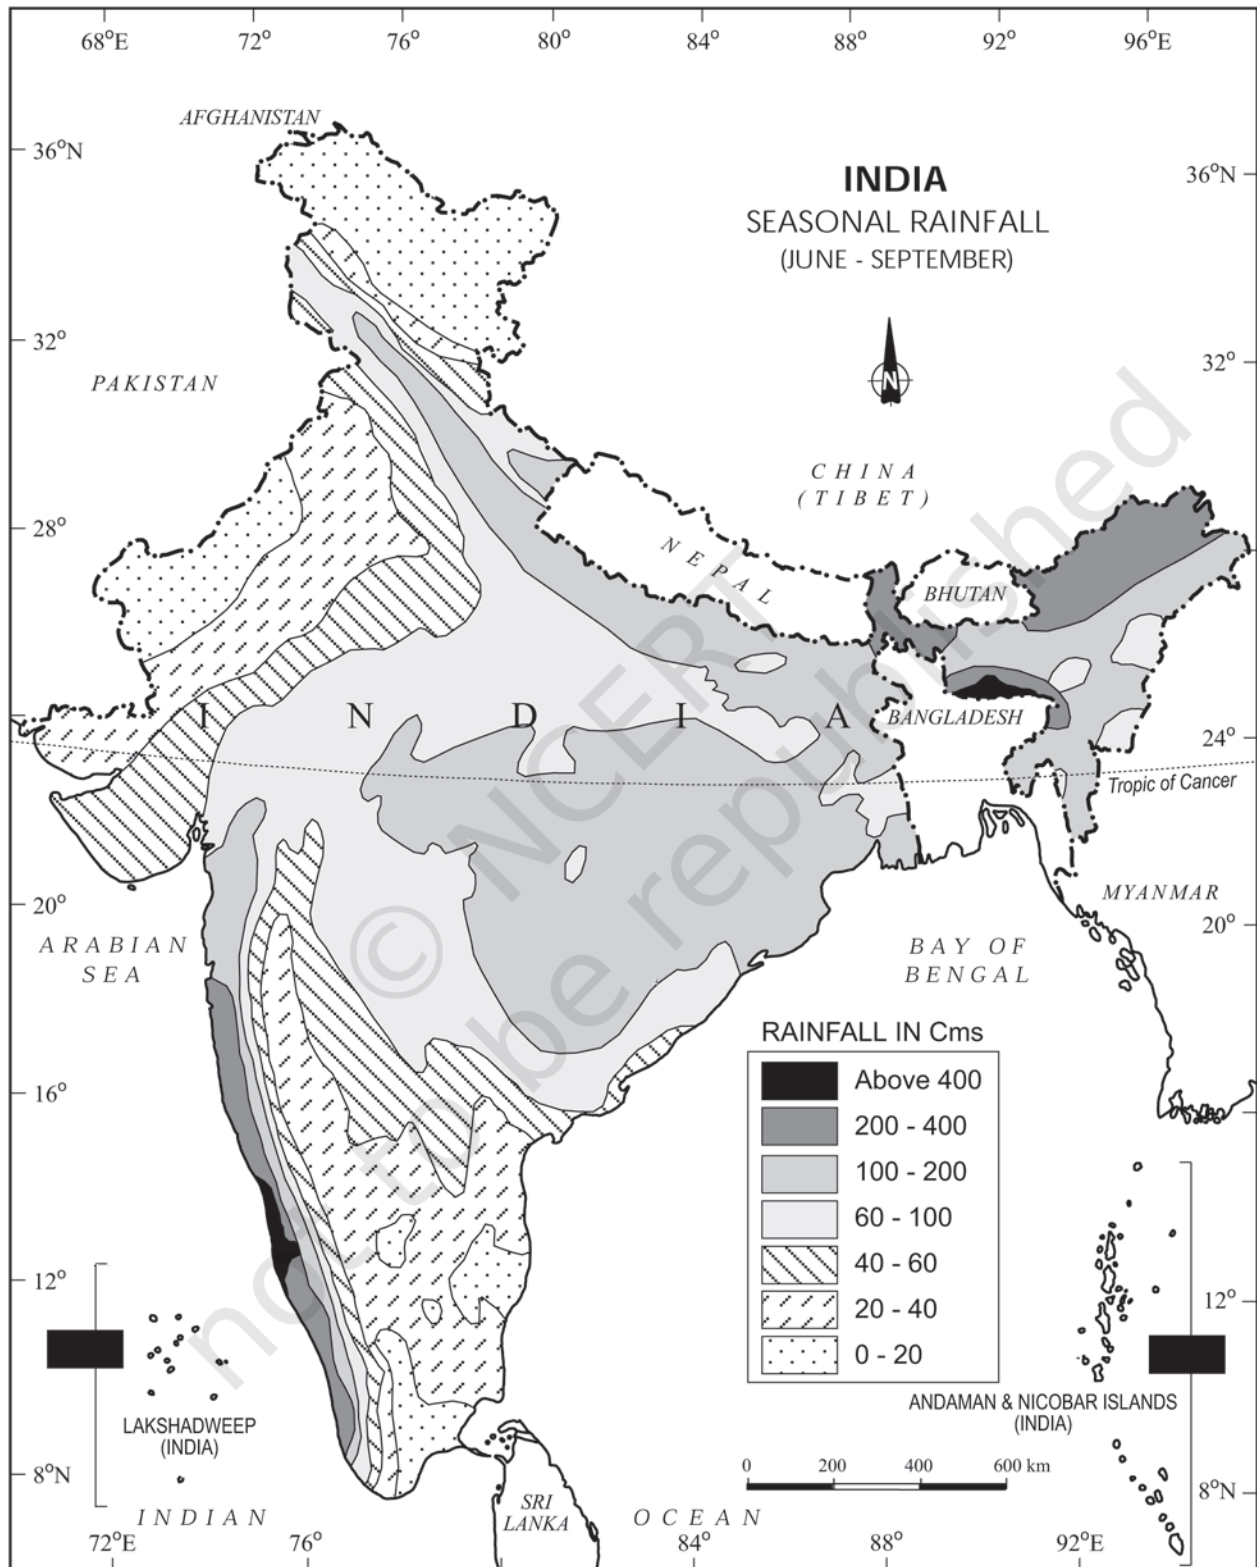 68°E 72° 76° 80° 84° 88° 92° 96°E
AFGHANISTAN
36°N
36°N
INDIA
SEASONAL RAINFALL
(JUNE - SEPTEMBER)
N
32°
32°
PAKISTAN
CHINA
(TIBET)
28°
NEPAL
BHUTAN
I N D I A
BANGLADESH
24°
Tropic of Cancer
MYANMAR
20°
20°
ARABIAN
SEA
BAY OF
BENGAL
© NCERT
not to be republished
RAINFALL IN Cms
Above 400
200 - 400
100 - 200
60 - 100
40 - 60
20 - 40
0 - 20
16°
12°
12°
LAKSHADWEEP
(INDIA)
ANDAMAN & NICOBAR ISLANDS
(INDIA)
0 200 400 600 km
8°N
8°N
SRI
LANKA
INDIAN OCEAN
72°E 76° 84° 88° 92°E